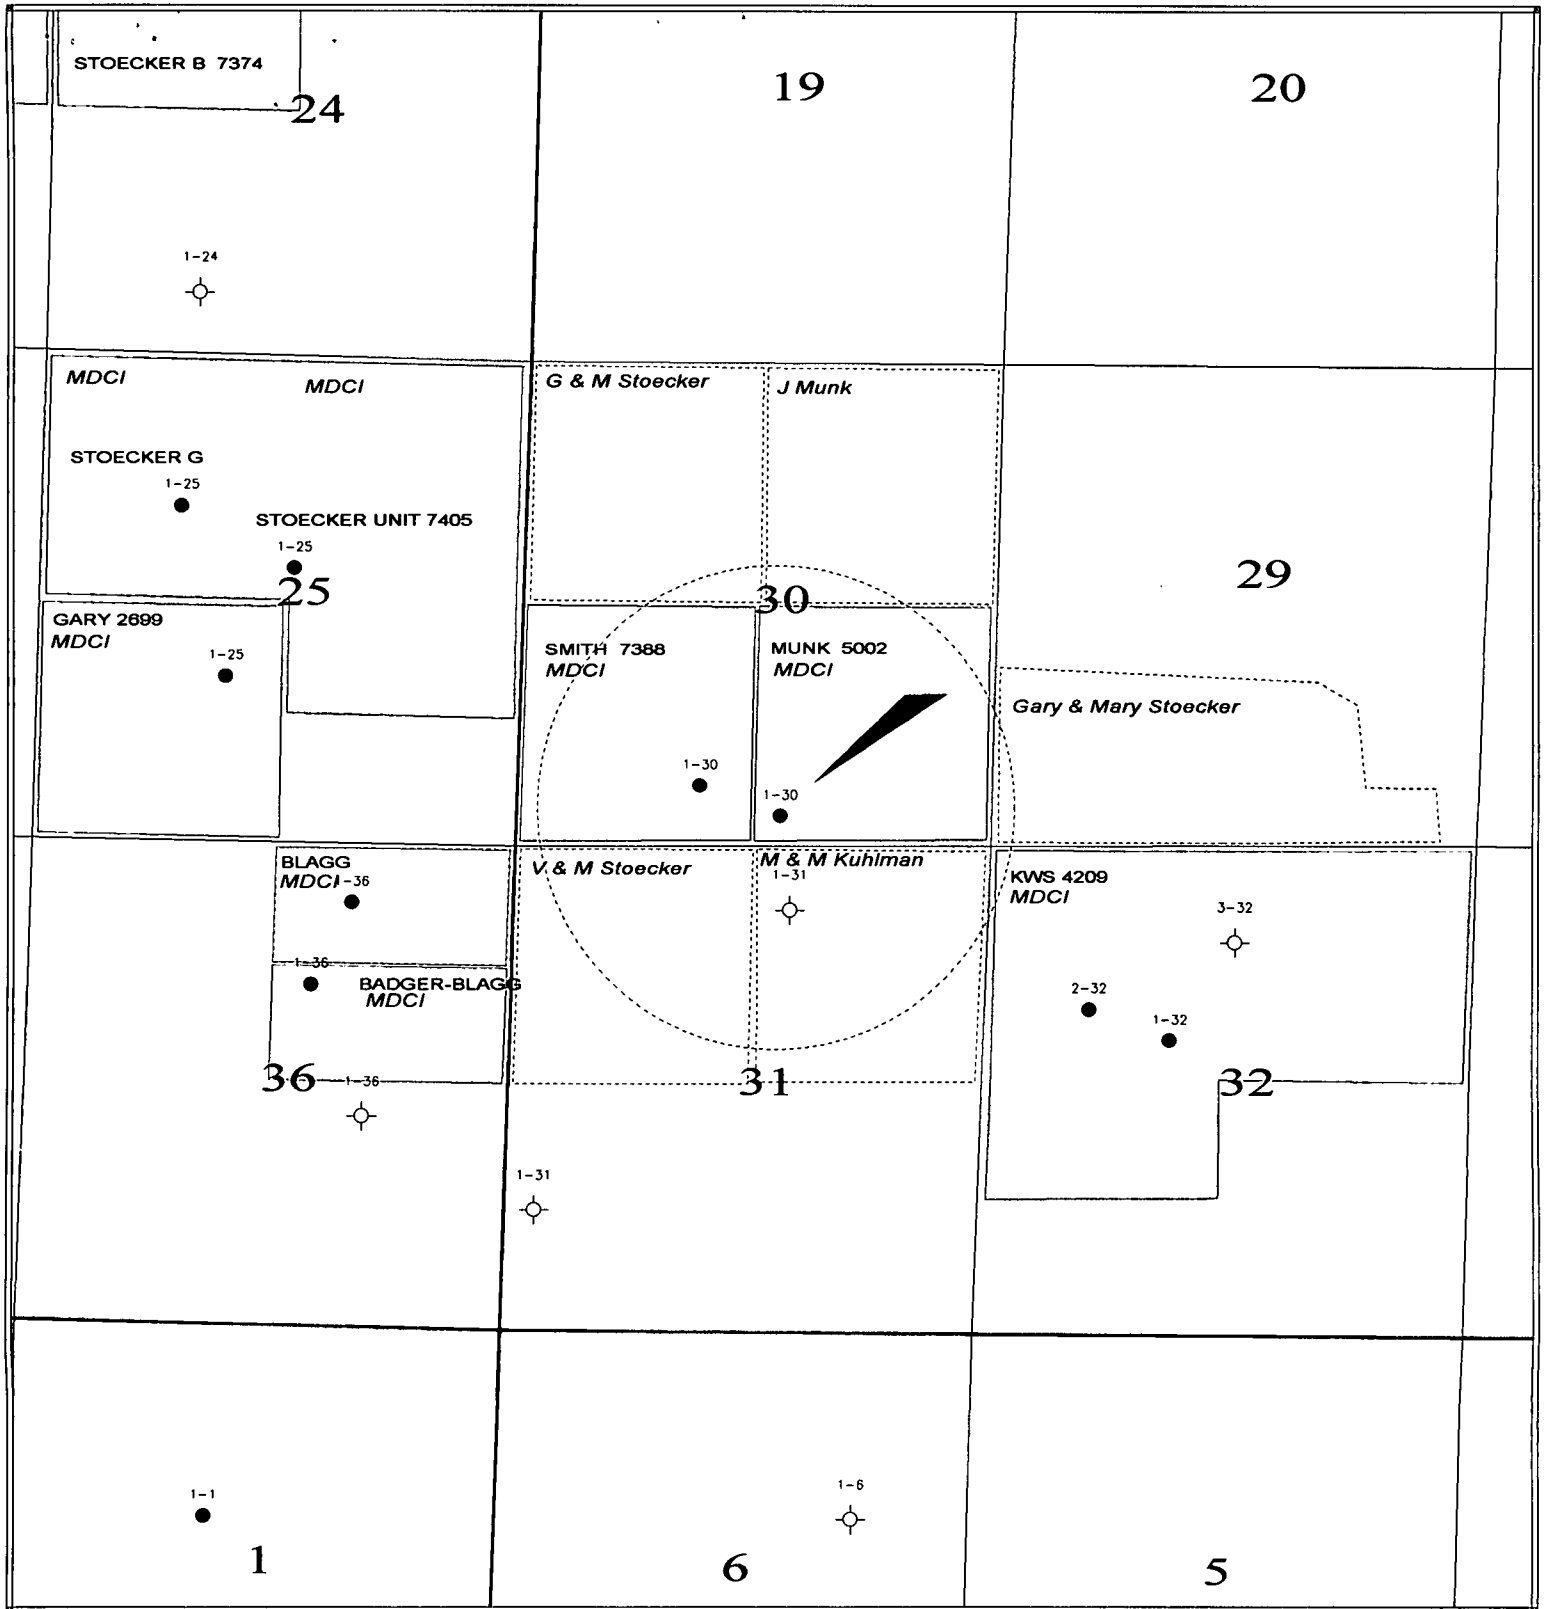 STOECKER B 7374
24
19
20
1-24
MDCI
MDCI
G & M Stoecker
J Munk
STOECKER G
1-25
STOECKER UNIT 7405
1-25
25
30
29
GARY 2699
MDCI
1-25
SMITH 7388
MDCI
MUNK 5002
MDCI
Gary & Mary Stoecker
1-30
1-30
BLAGG
MDCI
-36
V & M Stoecker
M & M Kuhlman
1-31
KWS 4209
MDCI
3-32
1-36
BADGER-BLAGG
MDCI
2-32
1-32
36
1-36
31
32
1-31
1-1
1-6
1
6
5